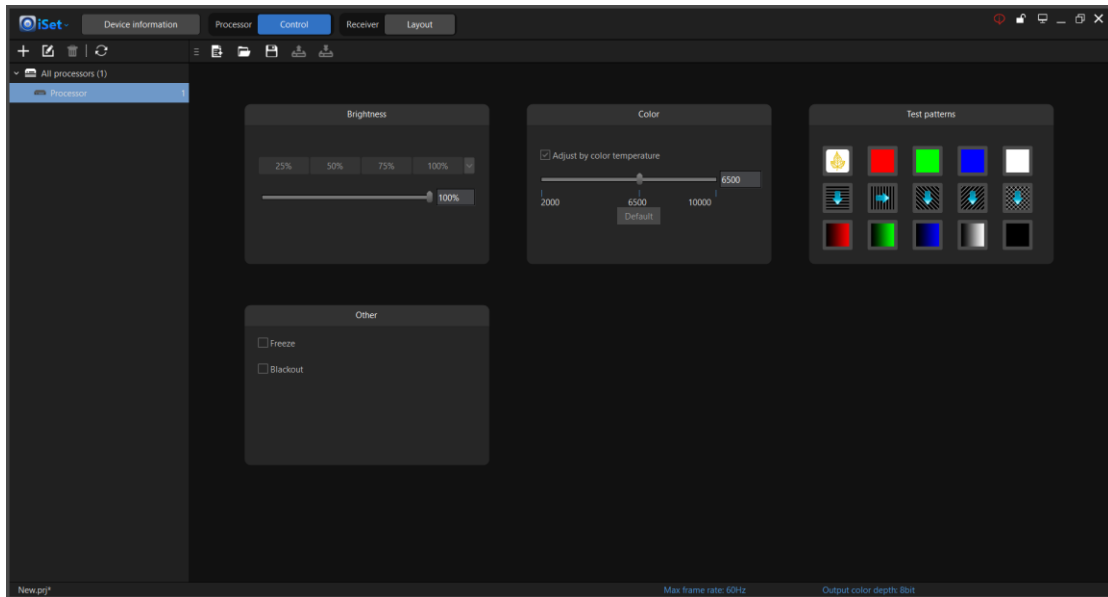 iSet
Device information
Processor
Control
Receiver
Layout
All processors (1)
Processor 1
Brightness
25% 50% 75% 100%
100%
Color
Adjust by color temperature
6500
2000 6500 10000
Default
Test patterns
Other
Freeze
Blackout
New.prj*
Max frame rate: 60Hz
Output color depth: 8bit